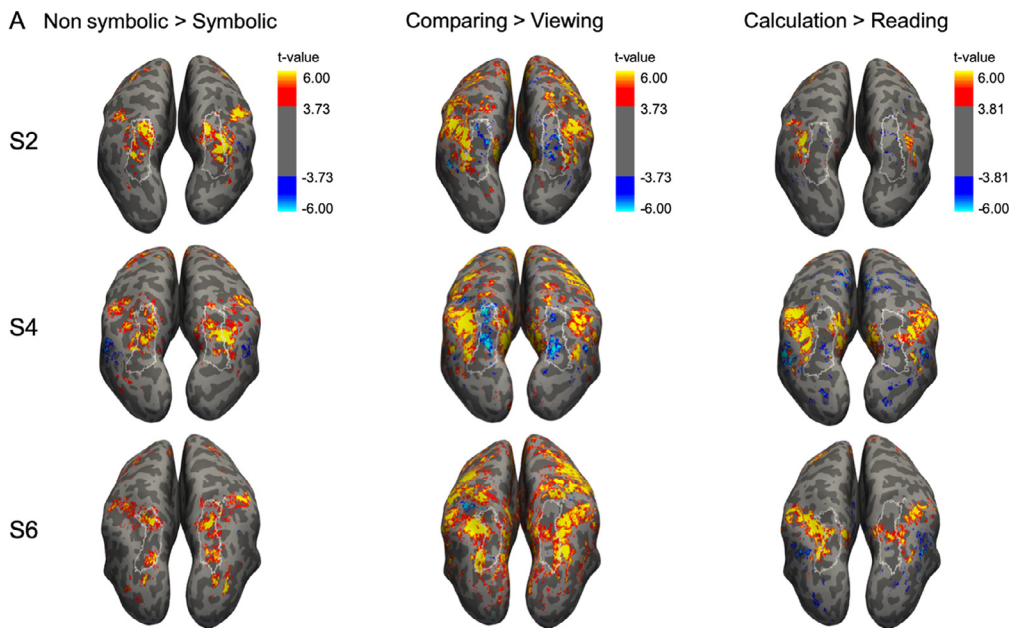 A Non symbolic > Symbolic Comparing > Viewing Calculation > Reading
t-value t-value t-value
6.00 6.00 6.00
3.73 3.73 3.81
S2
-3.73 -3.73 -3.81
-6.00 -6.00 -6.00
S4
S6